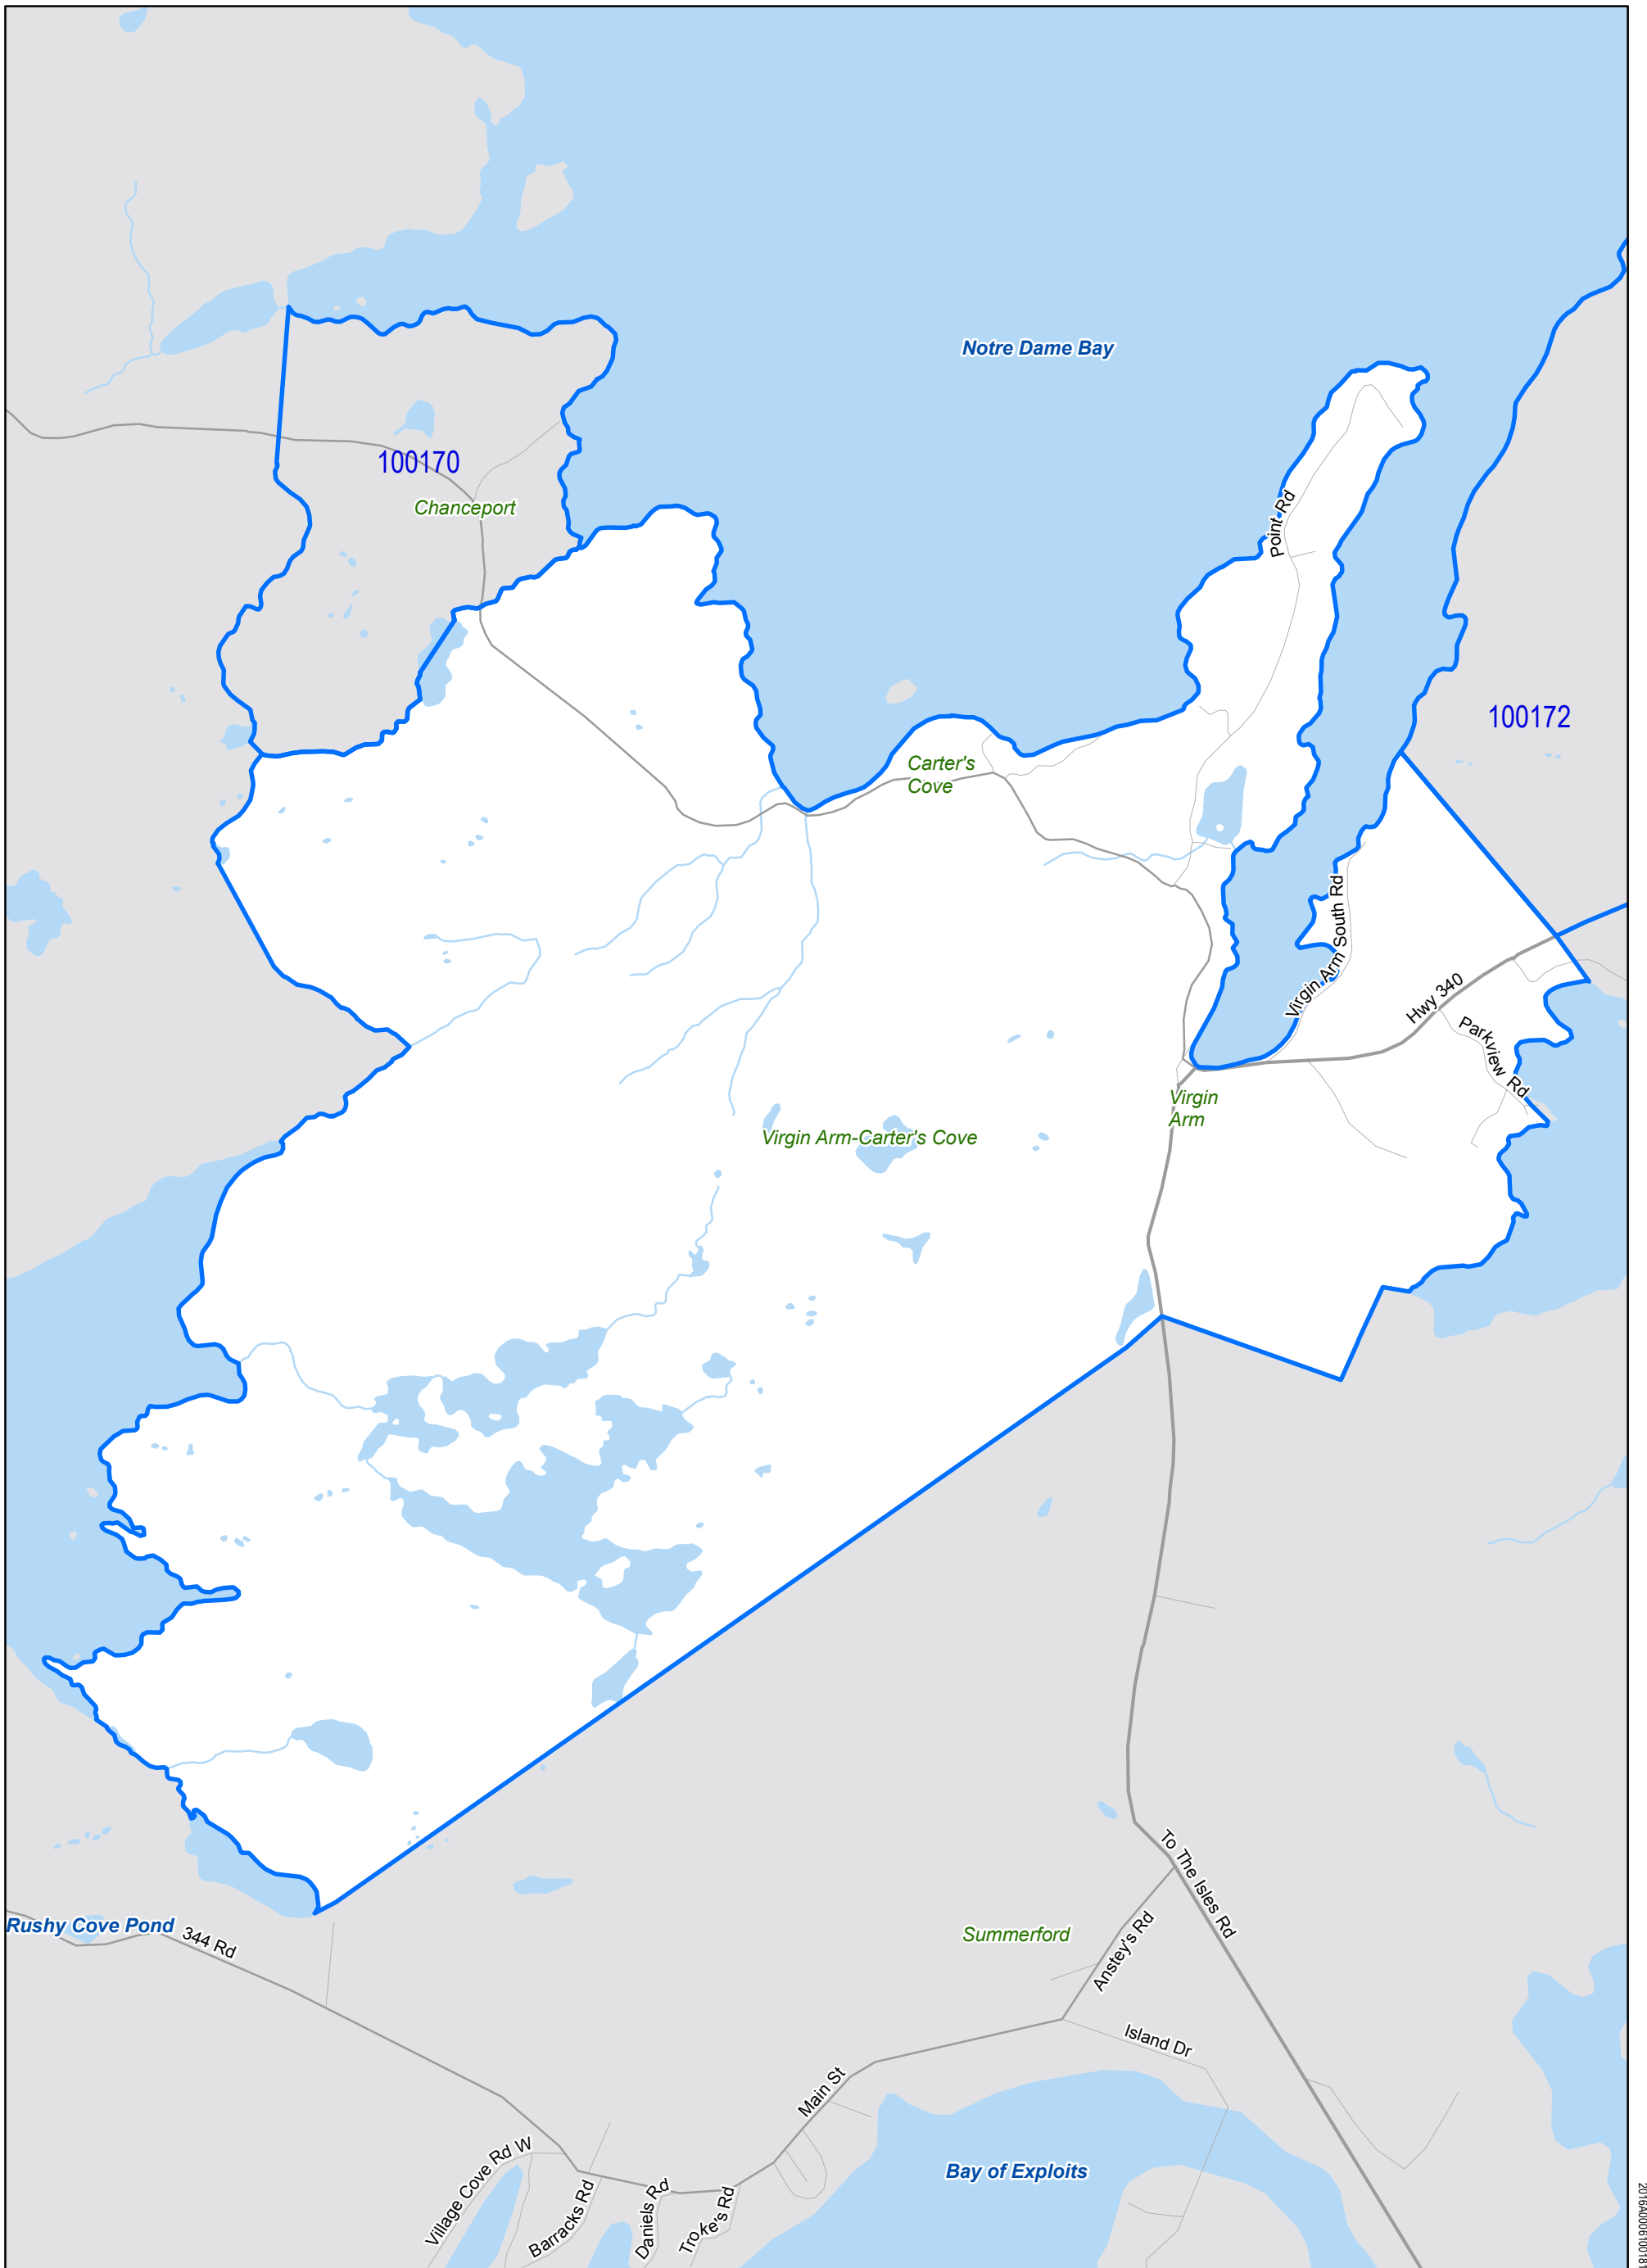 Notre Dame Bay
100170
Chanceport
Point Rd
100172
Carter's
Cove
Virgin Arm South Rd
Hwy 340
Parkview Rd
Virgin
Arm
Virgin Arm-Carter's Cove
To The Isles Rd
Rushy Cove Pond
344 Rd
Summerford
Anstey's Rd
Island Dr
Main St
Village Cove Rd W
Barracks Rd
Daniels Rd
Troke's Rd
Bay of Exploits
2016A0006100181